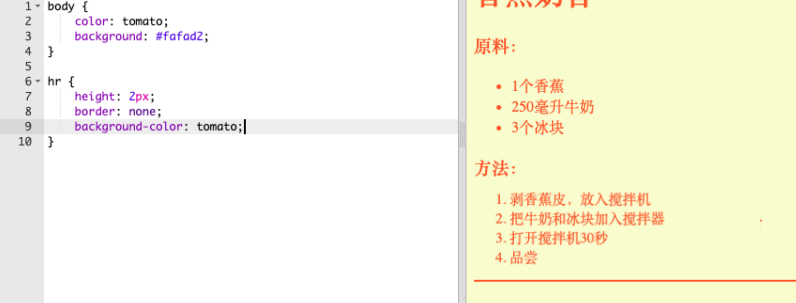 1 body {
2 color: tomato;
3 background: #fafad2;
4 }
5
6 hr {
7 height: 2px;
8 border: none;
9 background-color: tomato;
10 }
原料：
• 1个香蕉
• 250毫升牛奶
• 3个冰块
方法：
1. 剥香蕉皮，放入搅拌机
2. 把牛奶和冰块加入搅拌器
3. 打开搅拌机30秒
4. 品尝